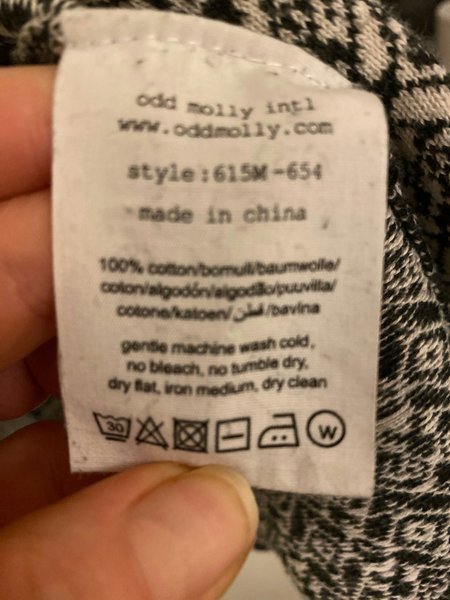 odd molly intl
www.oddmolly.com
style:615M-654
made in china
100% cotton/bomull/baumwolle/
coton/algodón/algodão/puuvilla/
cotone/katoen/قطن/bavlna
gentle machine wash cold,
no bleach, no tumble dry,
dry flat, iron medium, dry clean
30
W